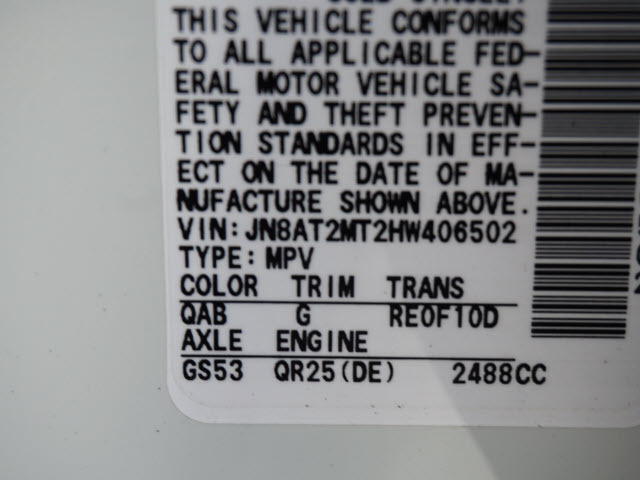 THIS VEHICLE CONFORMS
TO ALL APPLICABLE FED-
ERAL MOTOR VEHICLE SA-
FETY AND THEFT PREVEN-
TION STANDARDS IN EFF-
ECT ON THE DATE OF MA-
NUFACTURE SHOWN ABOVE.
VIN:JN8AT2MT2HW406502
TYPE:MPV
COLOR TRIM TRANS
QAB G RE0F10D
AXLE ENGINE
GS53 QR25(DE) 2488CC